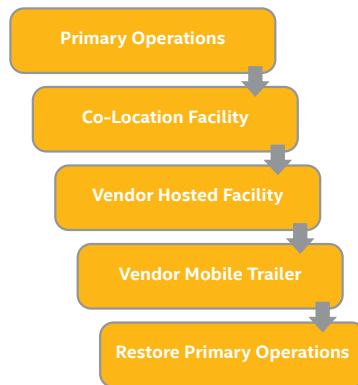 Primary Operations
Co-Location Facility
Vendor Hosted Facility
Vendor Mobile Trailer
Restore Primary Operations